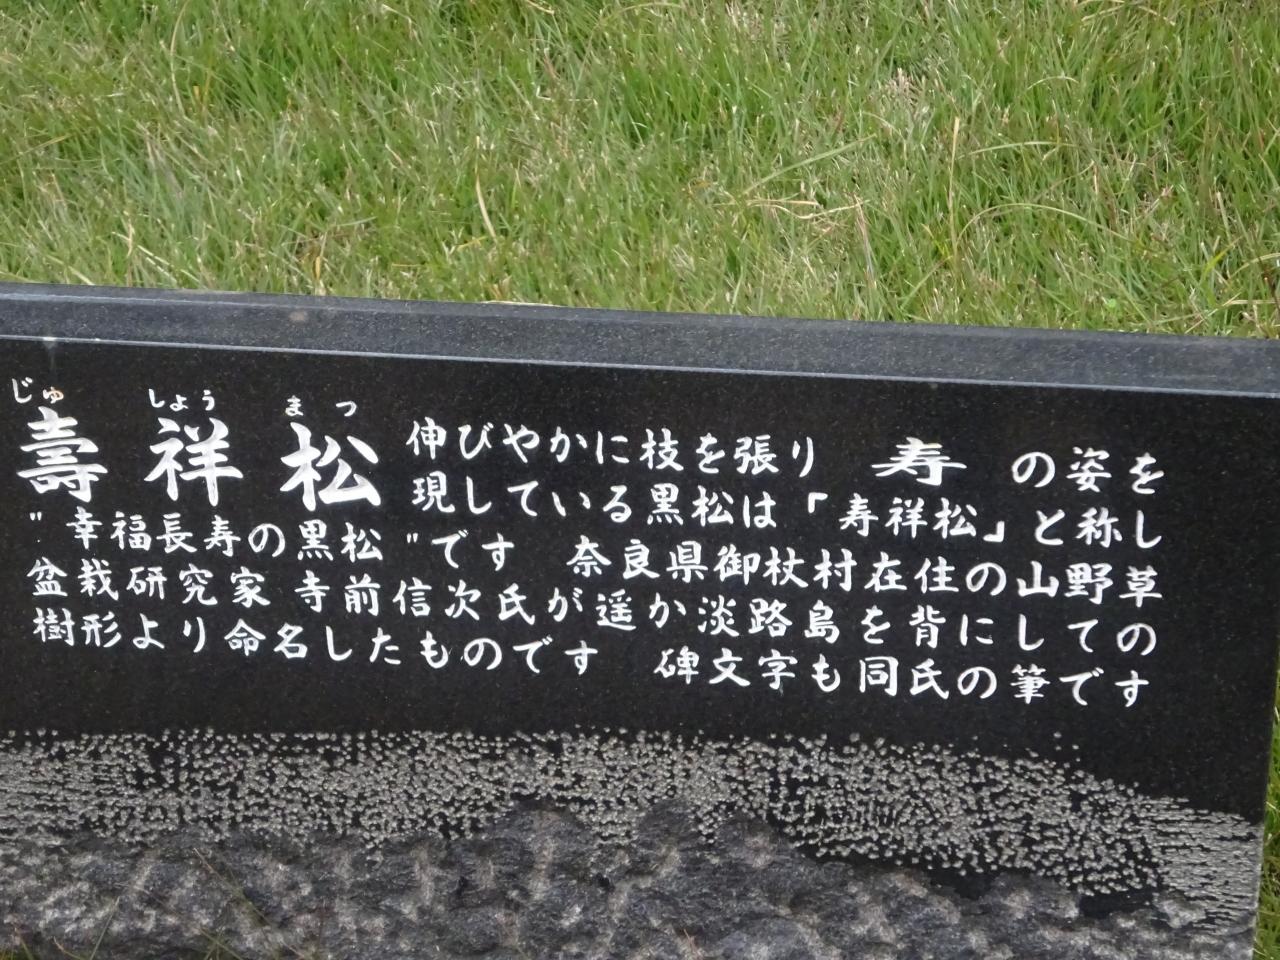 じゅ しょう まつ
壽祥松
伸びやかに枝を張り 寿 の姿を
現している黒松は「寿祥松」と称し
"幸福長寿の黒松"です 奈良県御杖村在住の山野草
盆栽研究家 寺前信次氏が遥か淡路島を背にしての
樹形より命名したものです 碑文字も同氏の筆です